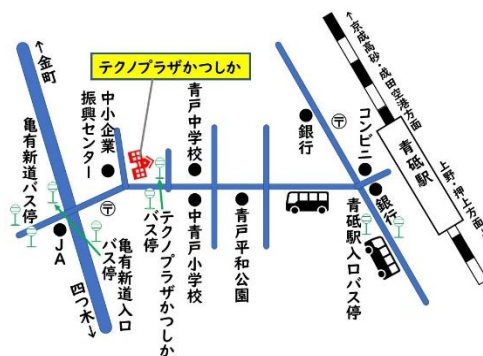 ↑金町
テクノプラザかつしか
中小企業
振興センター
青戸中学校
亀有新道バス停
〒
JA
亀有新道入口
バス停
四つ木→
テクノプラザかつしか
バス停
中青戸小学校
青戸平和公園
銀行
〒
コンビニ
銀行
青砥駅入口バス停
青砥駅
↑京成高砂・成田空港方面
上野・押上方面